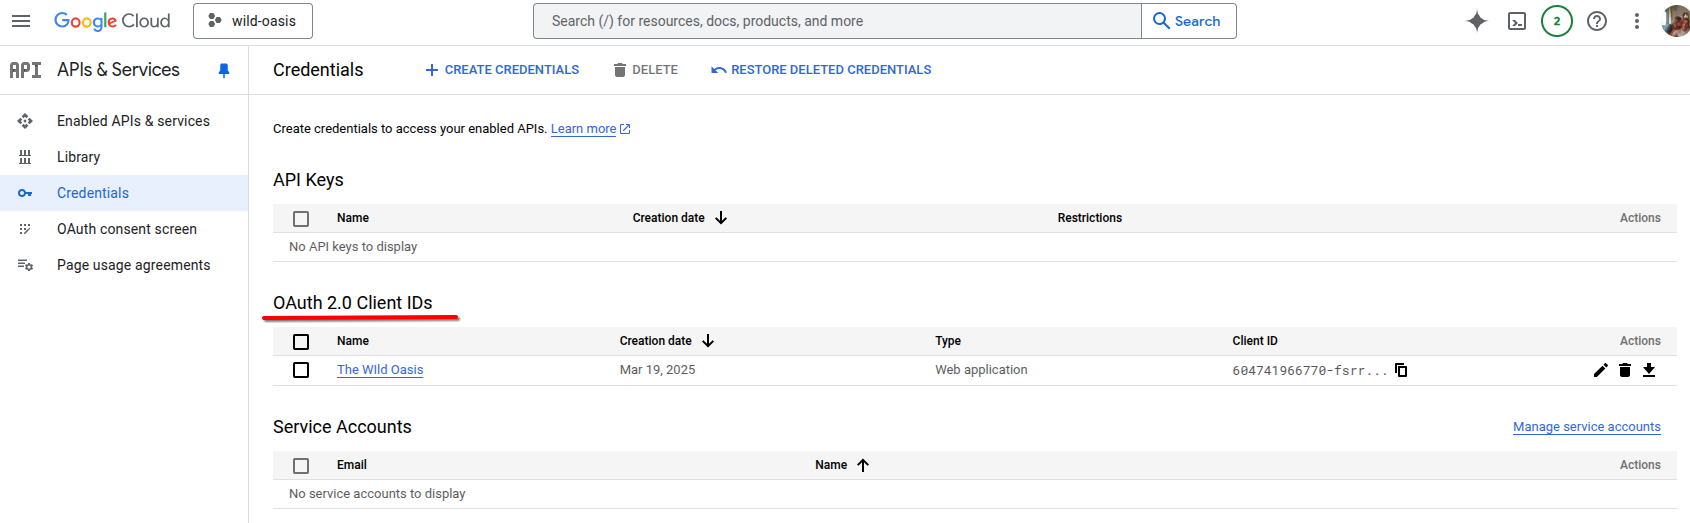 Google Cloud wild-oasis Search (/) for resources, docs, products, and more Search 2
API APIs & Services
Credentials CREATE CREDENTIALS DELETE RESTORE DELETED CREDENTIALS
Enabled APIs & services
Library
Credentials
OAuth consent screen
Page usage agreements
Create credentials to access your enabled APIs. Learn more
API Keys
Name Creation date Restrictions Actions
No API keys to display
OAuth 2.0 Client IDs
Name Creation date Type Client ID Actions
The WIld Oasis Mar 19, 2025 Web application 604741966770-fsrr...
Service Accounts Manage service accounts
Email Name Actions
No service accounts to display